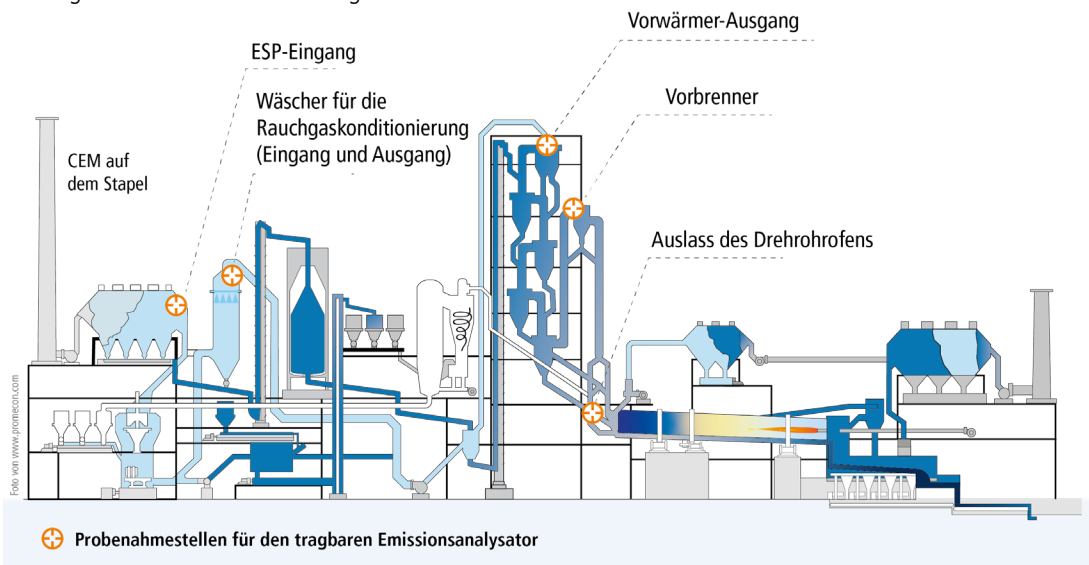 Vorwärmer-Ausgang
ESP-Eingang
Wäscher für die
Rauchgaskonditionierung
(Eingang und Ausgang)
Vorbrenner
CEM auf
dem Stapel
Auslass des Drehrohrofens
Foto von www.promecon.com
Probenahmestellen für den tragbaren Emissionsanalysator